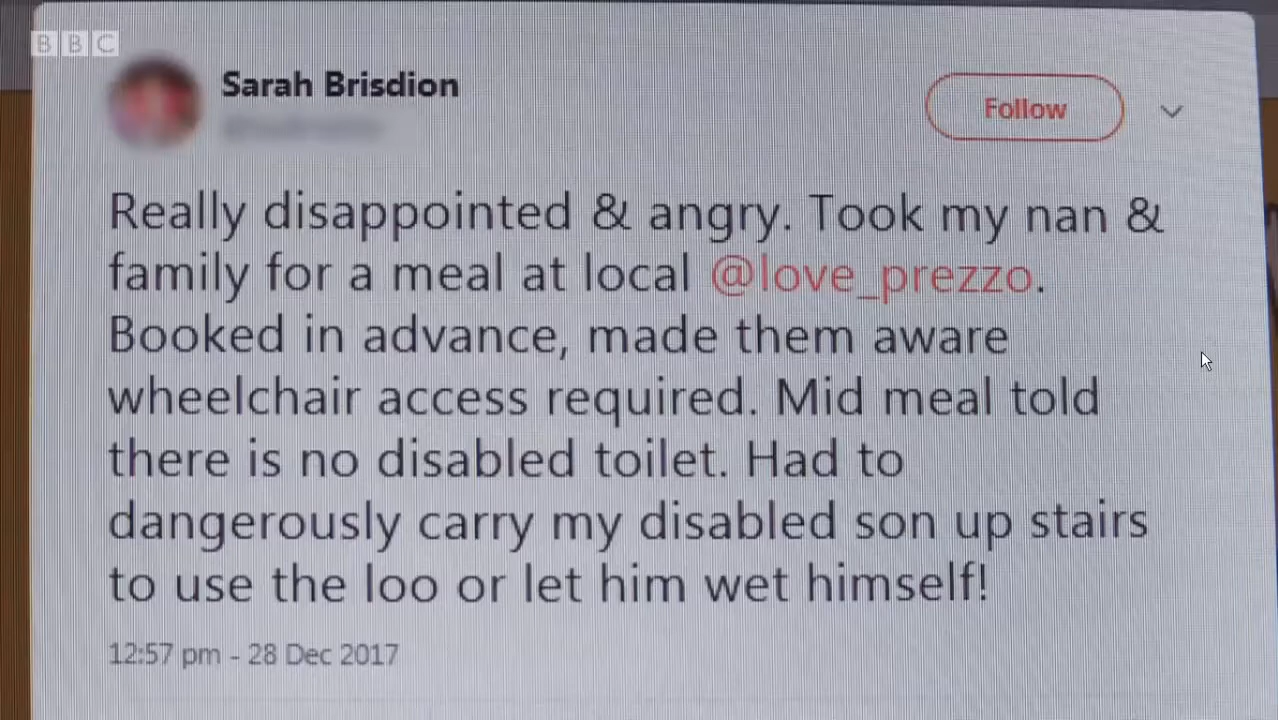 BBC
Sarah Brisdion
Follow
Really disappointed & angry. Took my nan &
family for a meal at local @love_prezzo.
Booked in advance, made them aware
wheelchair access required. Mid meal told
there is no disabled toilet. Had to
dangerously carry my disabled son up stairs
to use the loo or let him wet himself!
12:57 pm - 28 Dec 2017